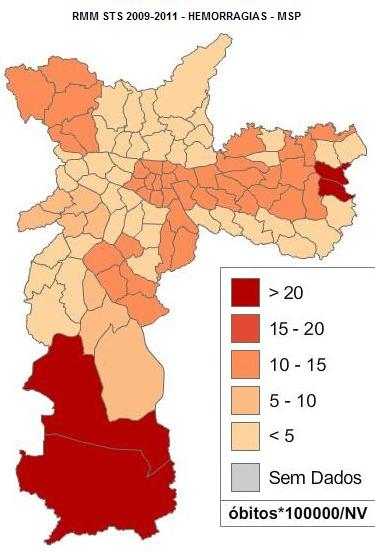 RMM STS 2009-2011 - HEMORRAGIAS - MSP
> 20
15 - 20
10 - 15
5 - 10
< 5
Sem Dados
óbitos*100000/NV